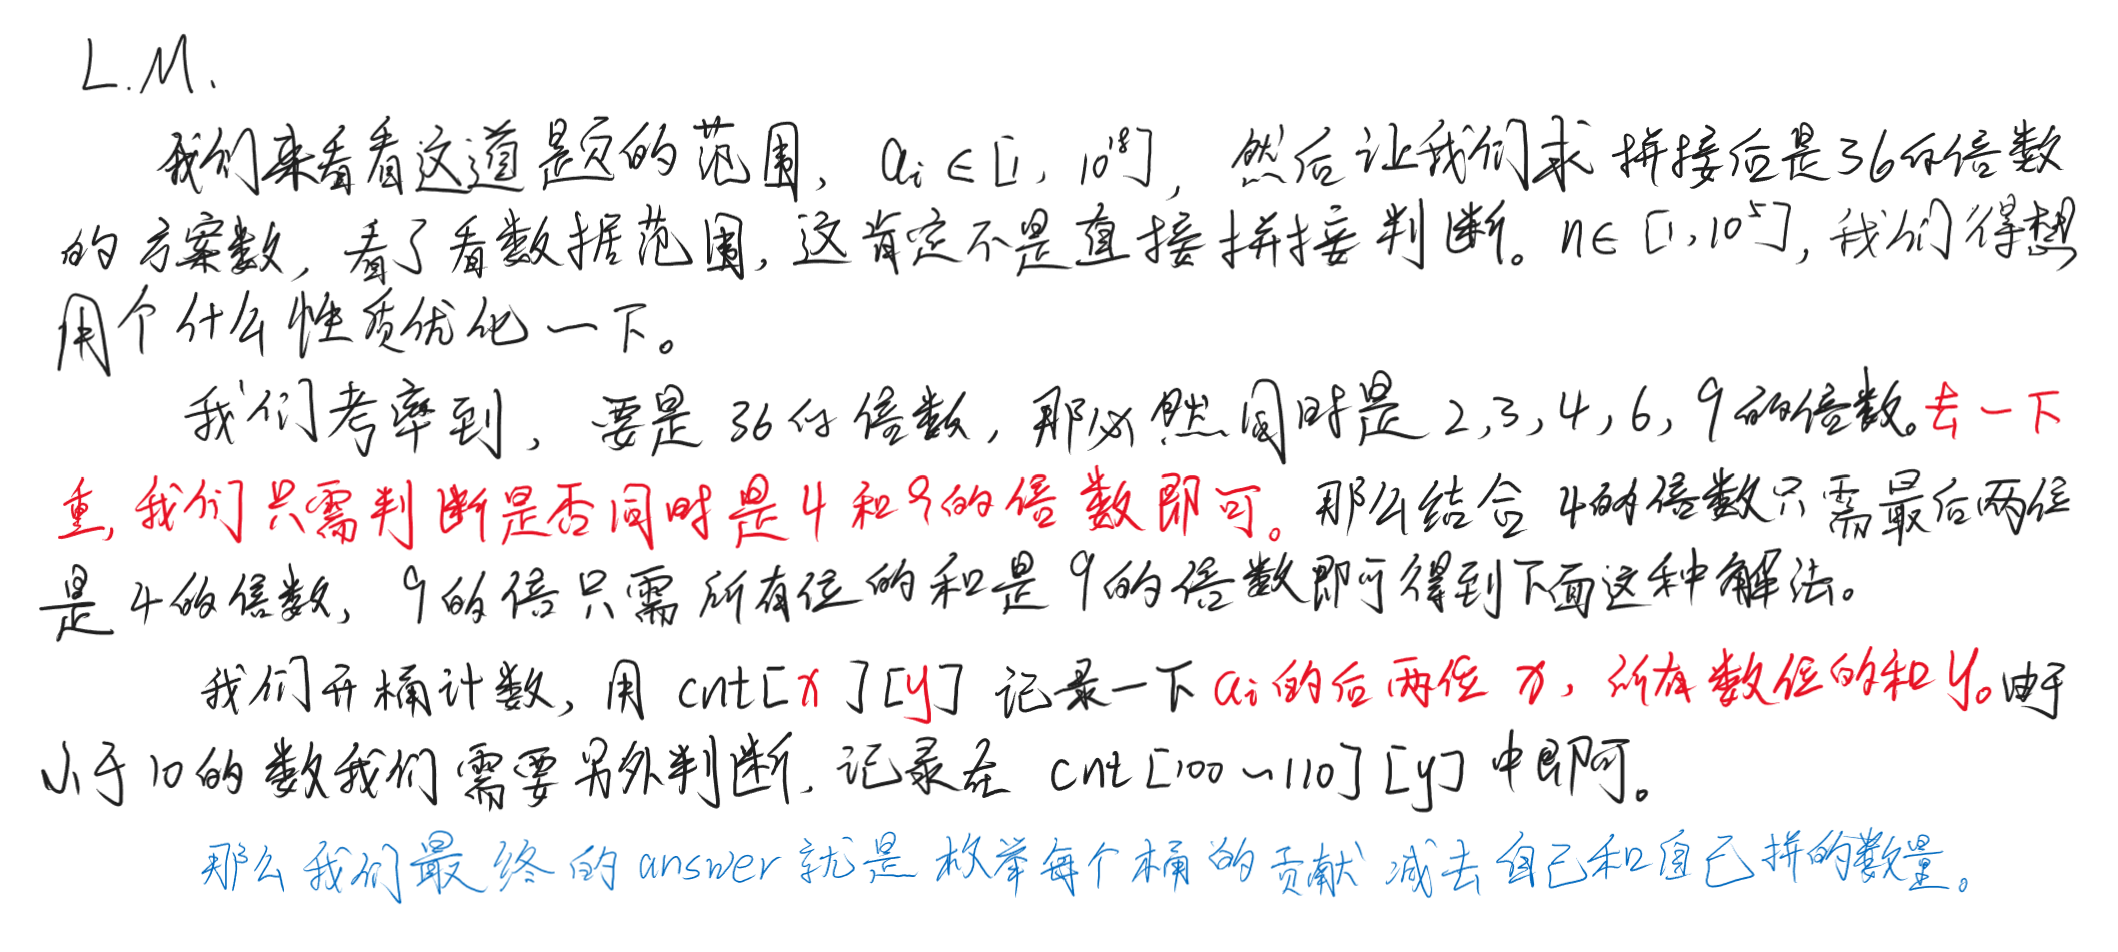 L.M.
我们来看看这道题的范围, ai∈[1, 10^18], 然后让我们求拼接后是36的倍数
的方案数, 看了看数据范围, 这肯定不是直接拼接判断。n∈[1,10^5], 我们得想
用个什么性质优化一下。
我们考率到, 要是36的倍数, 那必然同时是2,3,4,6,9的倍数。去一下
重, 我们只需判断是否同时是4和9的倍数即可。那么结合4的倍数只需最后两位
是4的倍数, 9的倍只需所有位的和是9的倍数即可得到下面这种解法。
我们开桶计数, 用cnt[x][y]记录一下ai的后两位x, 所有数位的和y。由于
小于10的数我们需要另外判断, 记录在cnt[100~110][y]中即可。
那么我们最终的answer就是枚举每个桶的贡献减去自己和自己拼的数量。